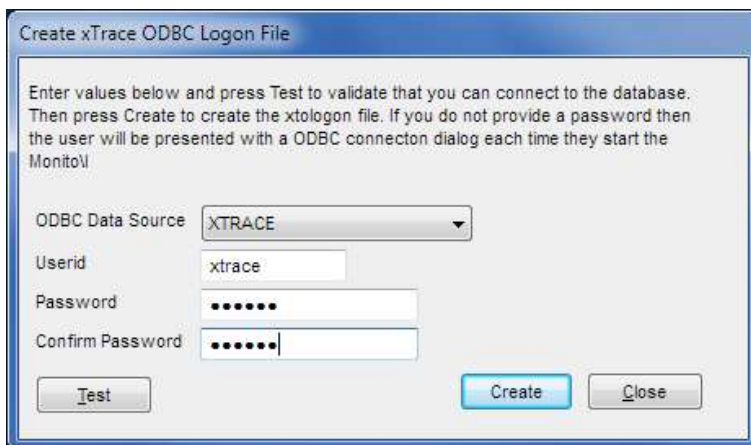 Create xTrace ODBC Logon File
Enter values below and press Test to validate that you can connect to the database.
Then press Create to create the xtologon file. If you do not provide a password then
the user will be presented with a ODBC connecton dialog each time they start the
Monito\l
ODBC Data Source XTRACE
Userid xtrace
Password ••••••
Confirm Password ••••••
Test Create Close